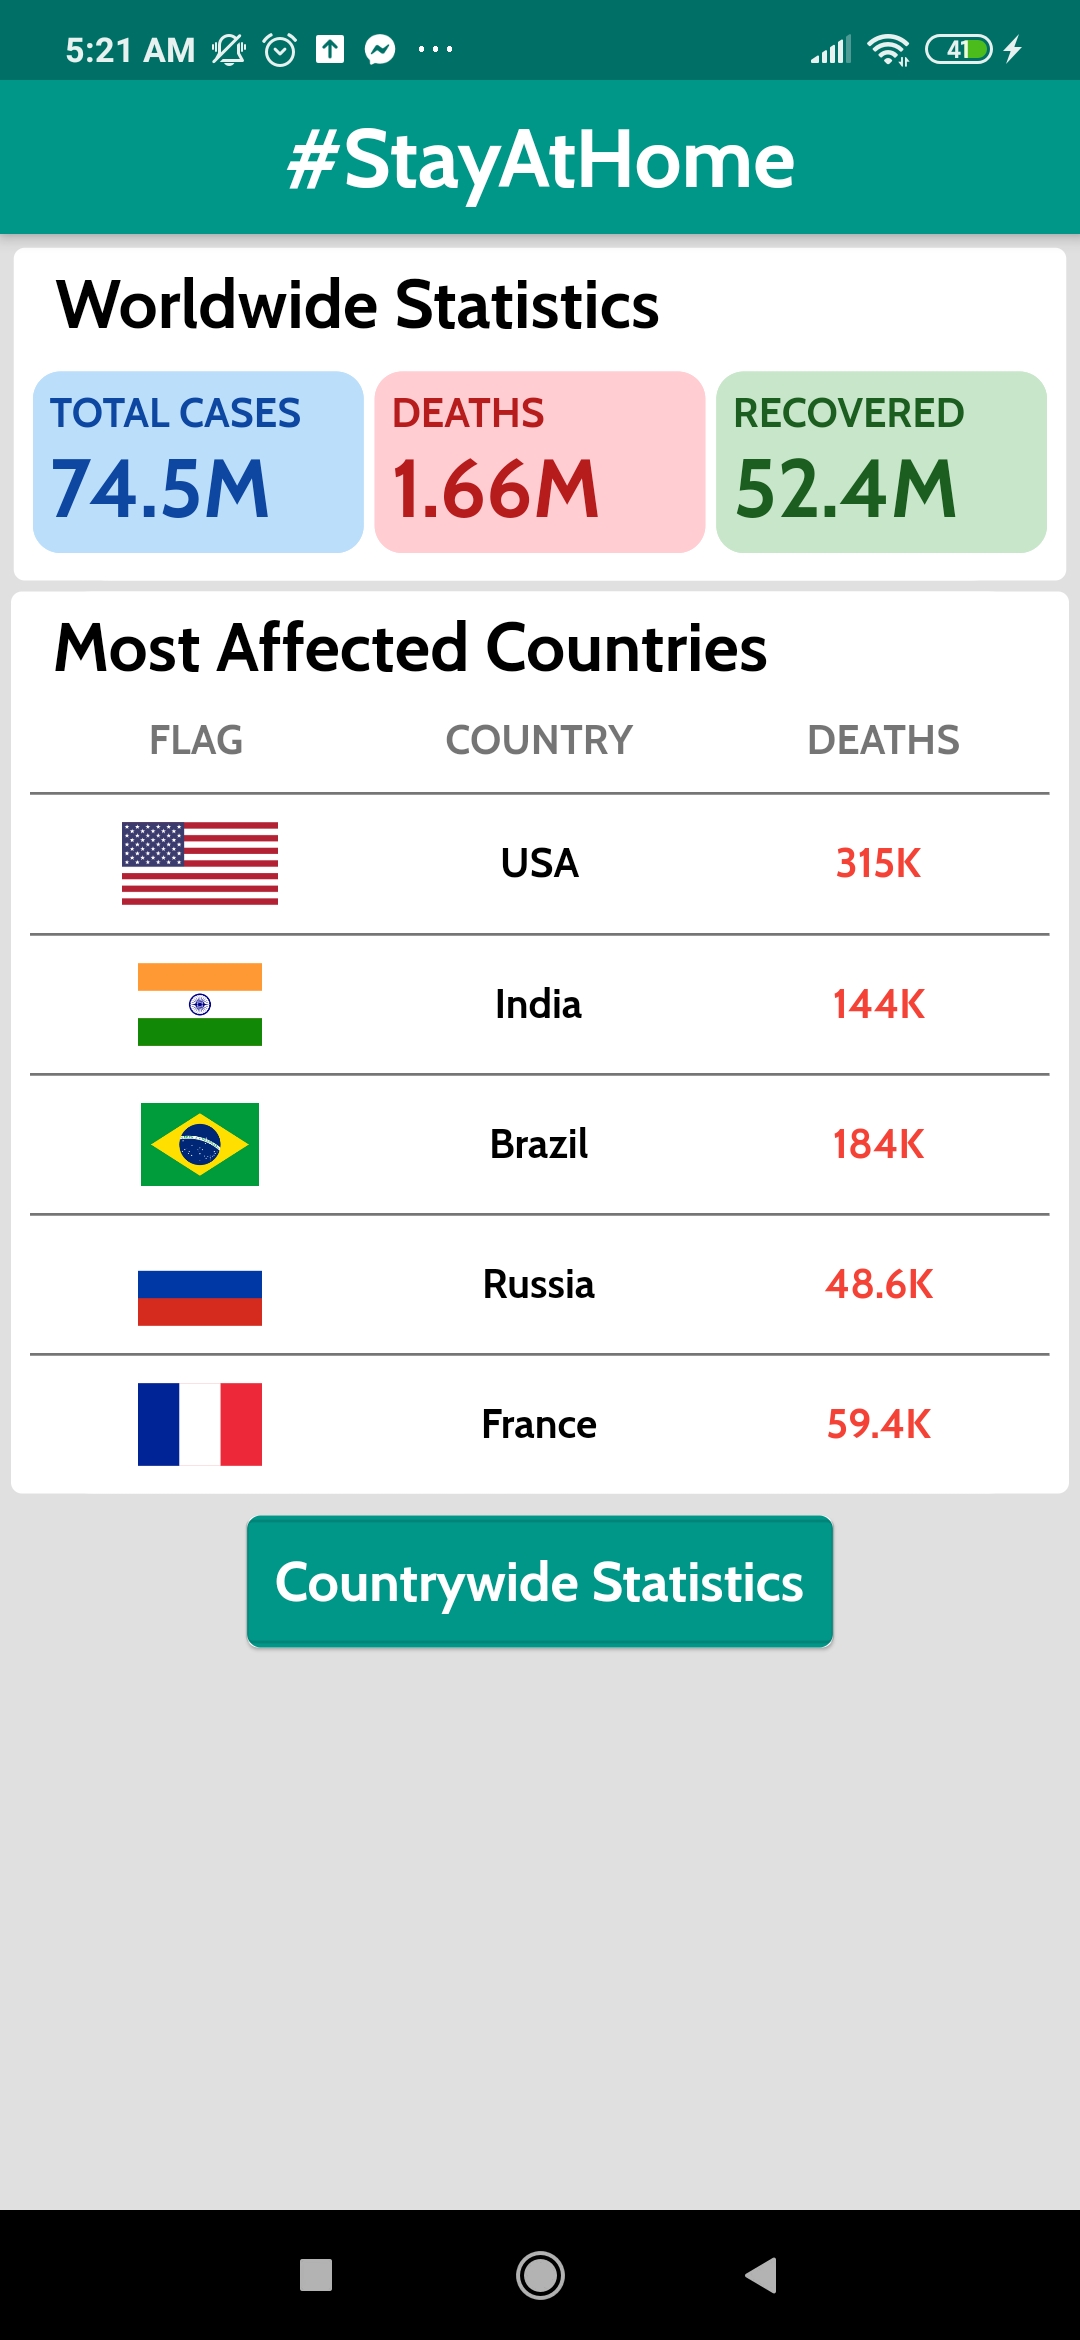 5:21 AM
41
#StayAtHome
Worldwide Statistics
TOTAL CASES DEATHS RECOVERED
74.5M 1.66M 52.4M
Most Affected Countries
FLAG COUNTRY DEATHS
USA 315K
India 144K
Brazil 184K
Russia 48.6K
France 59.4K
Countrywide Statistics